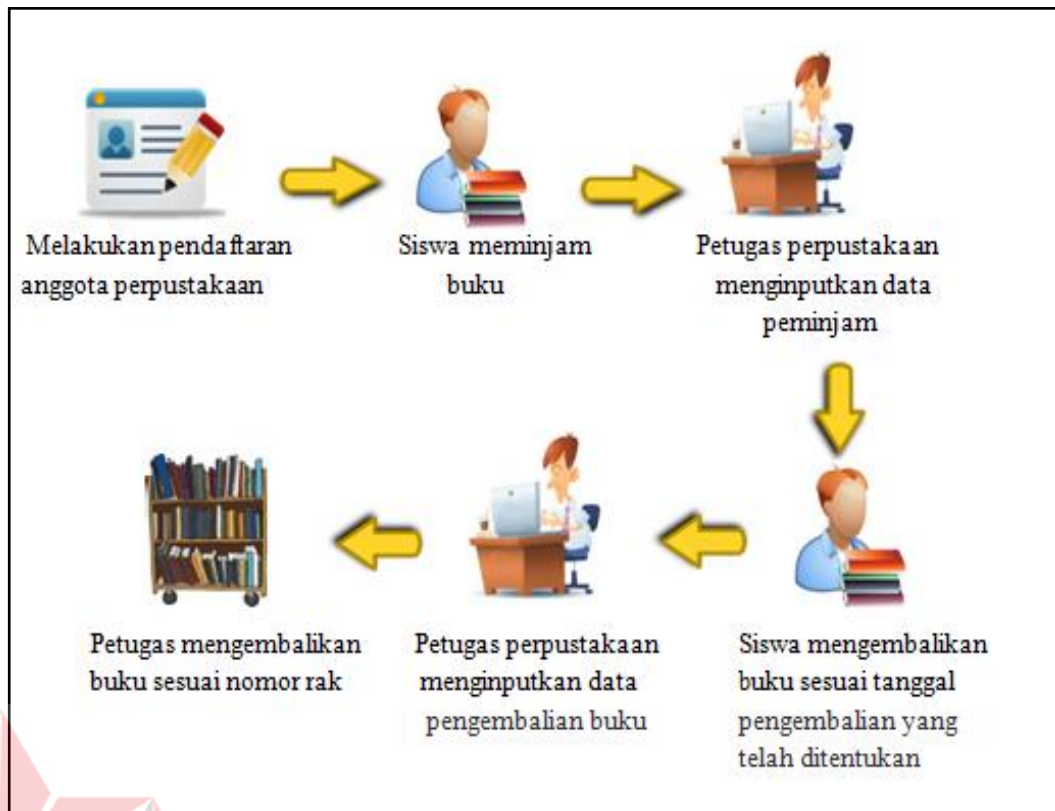 Melakukan pendaftaran
anggota perpustakaan
Siswa meminjam
buku
Petugas perpustakaan
menginputkan data
peminjam
Siswa mengembalikan
buku sesuai tanggal
pengembalian yang
telah ditentukan
Petugas perpustakaan
menginputkan data
pengembalian buku
Petugas mengembalikan
buku sesuai nomor rak